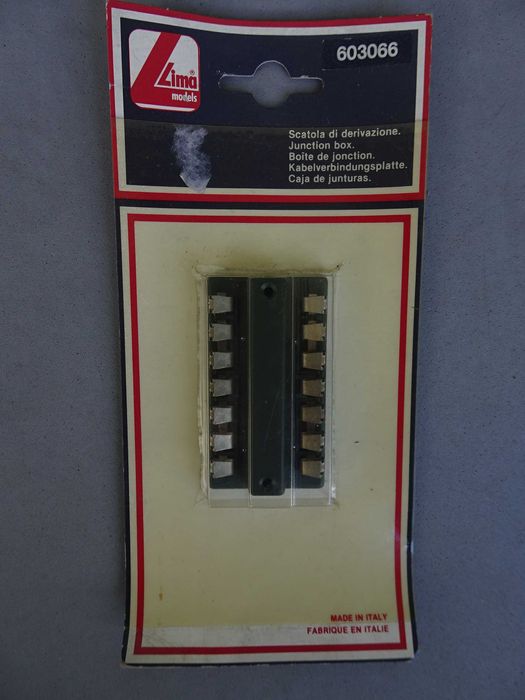 Lima®
models
603066
Scatola di derivazione.
Junction box.
Boîte de jonction.
Kabelverbindungsplatte.
Caja de junturas.
MADE IN ITALY
FABRIQUE EN ITALIE